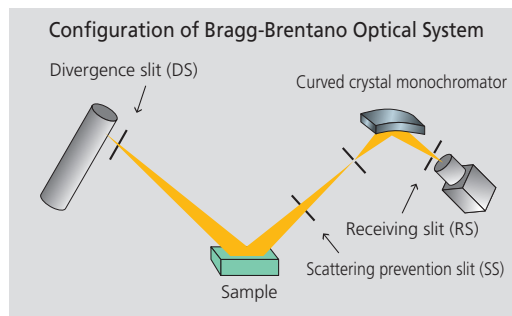 Configuration of Bragg-Brentano Optical System
Divergence slit (DS)
Curved crystal monochromator
Receiving slit (RS)
Scattering prevention slit (SS)
Sample